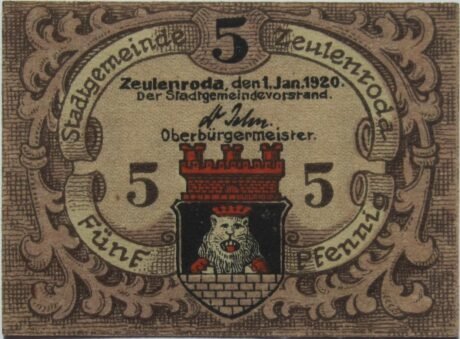 5
Stadtgemeinde Zeulenroda
Zeulenroda, den 1. Jan. 1920.
Der Stadtgemeindevorstand.
Oberbürgermeister.
5 5
Fünf Pfennig